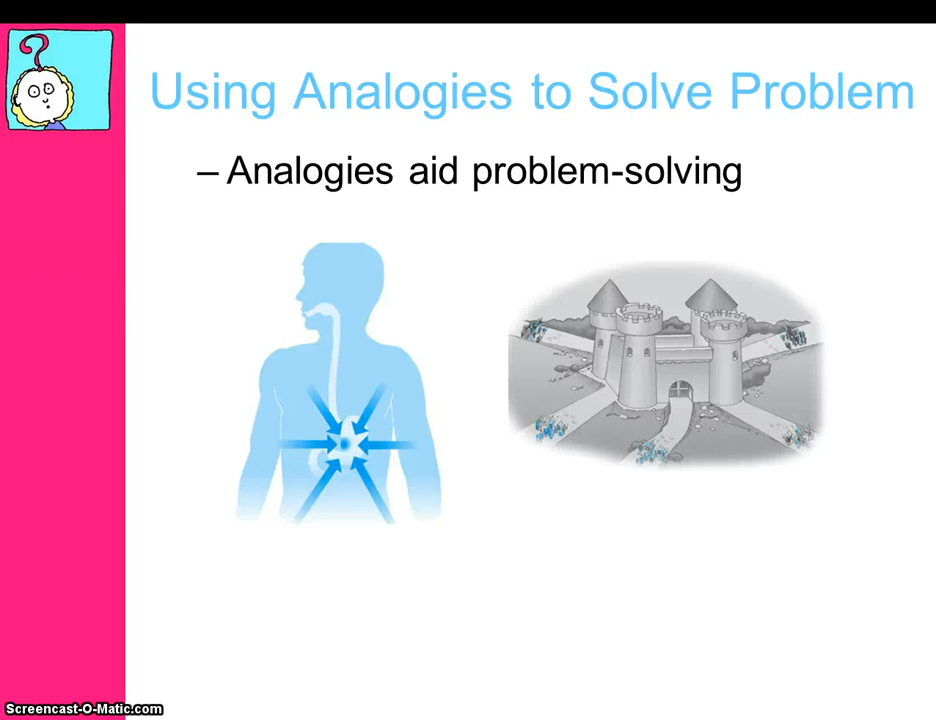 Using Analogies to Solve Problem
– Analogies aid problem-solving
Screencast-O-Matic.com